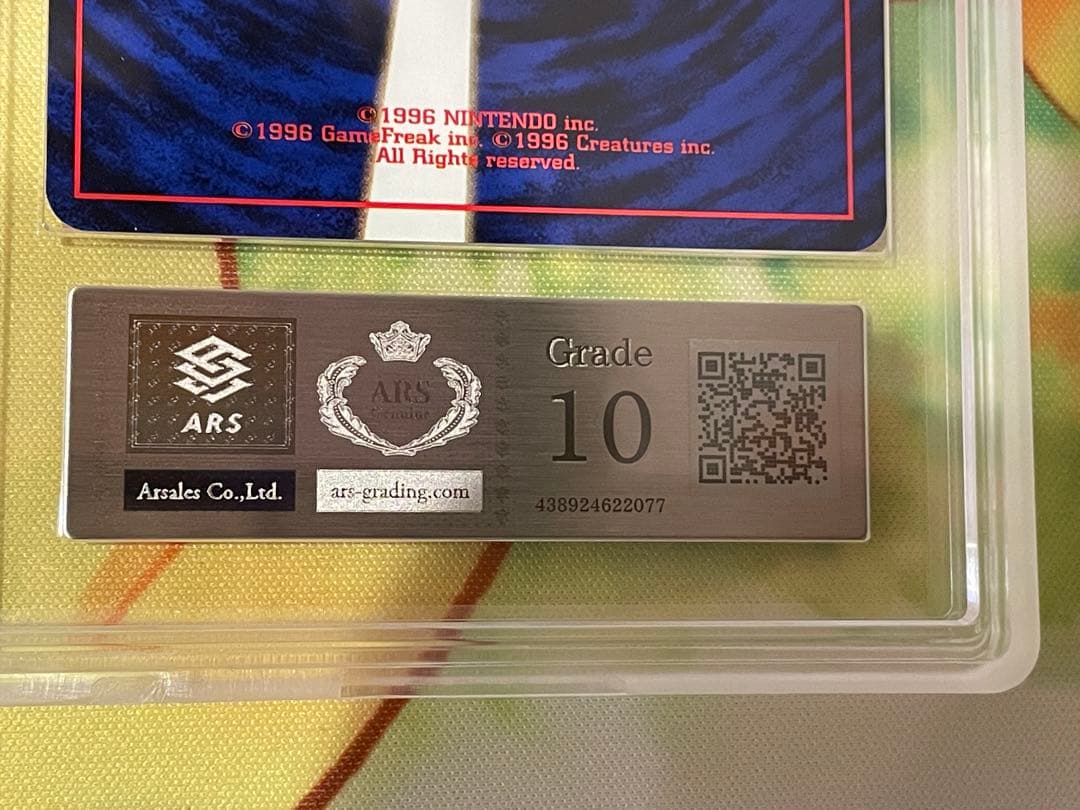 ©1996 NINTENDO inc.
©1996 GameFreak inc. ©1996 Creatures inc.
All Rights reserved.
ARS
Arsales Co.,Ltd.
ARS
ars-grading.com
Grade
10
438924622077